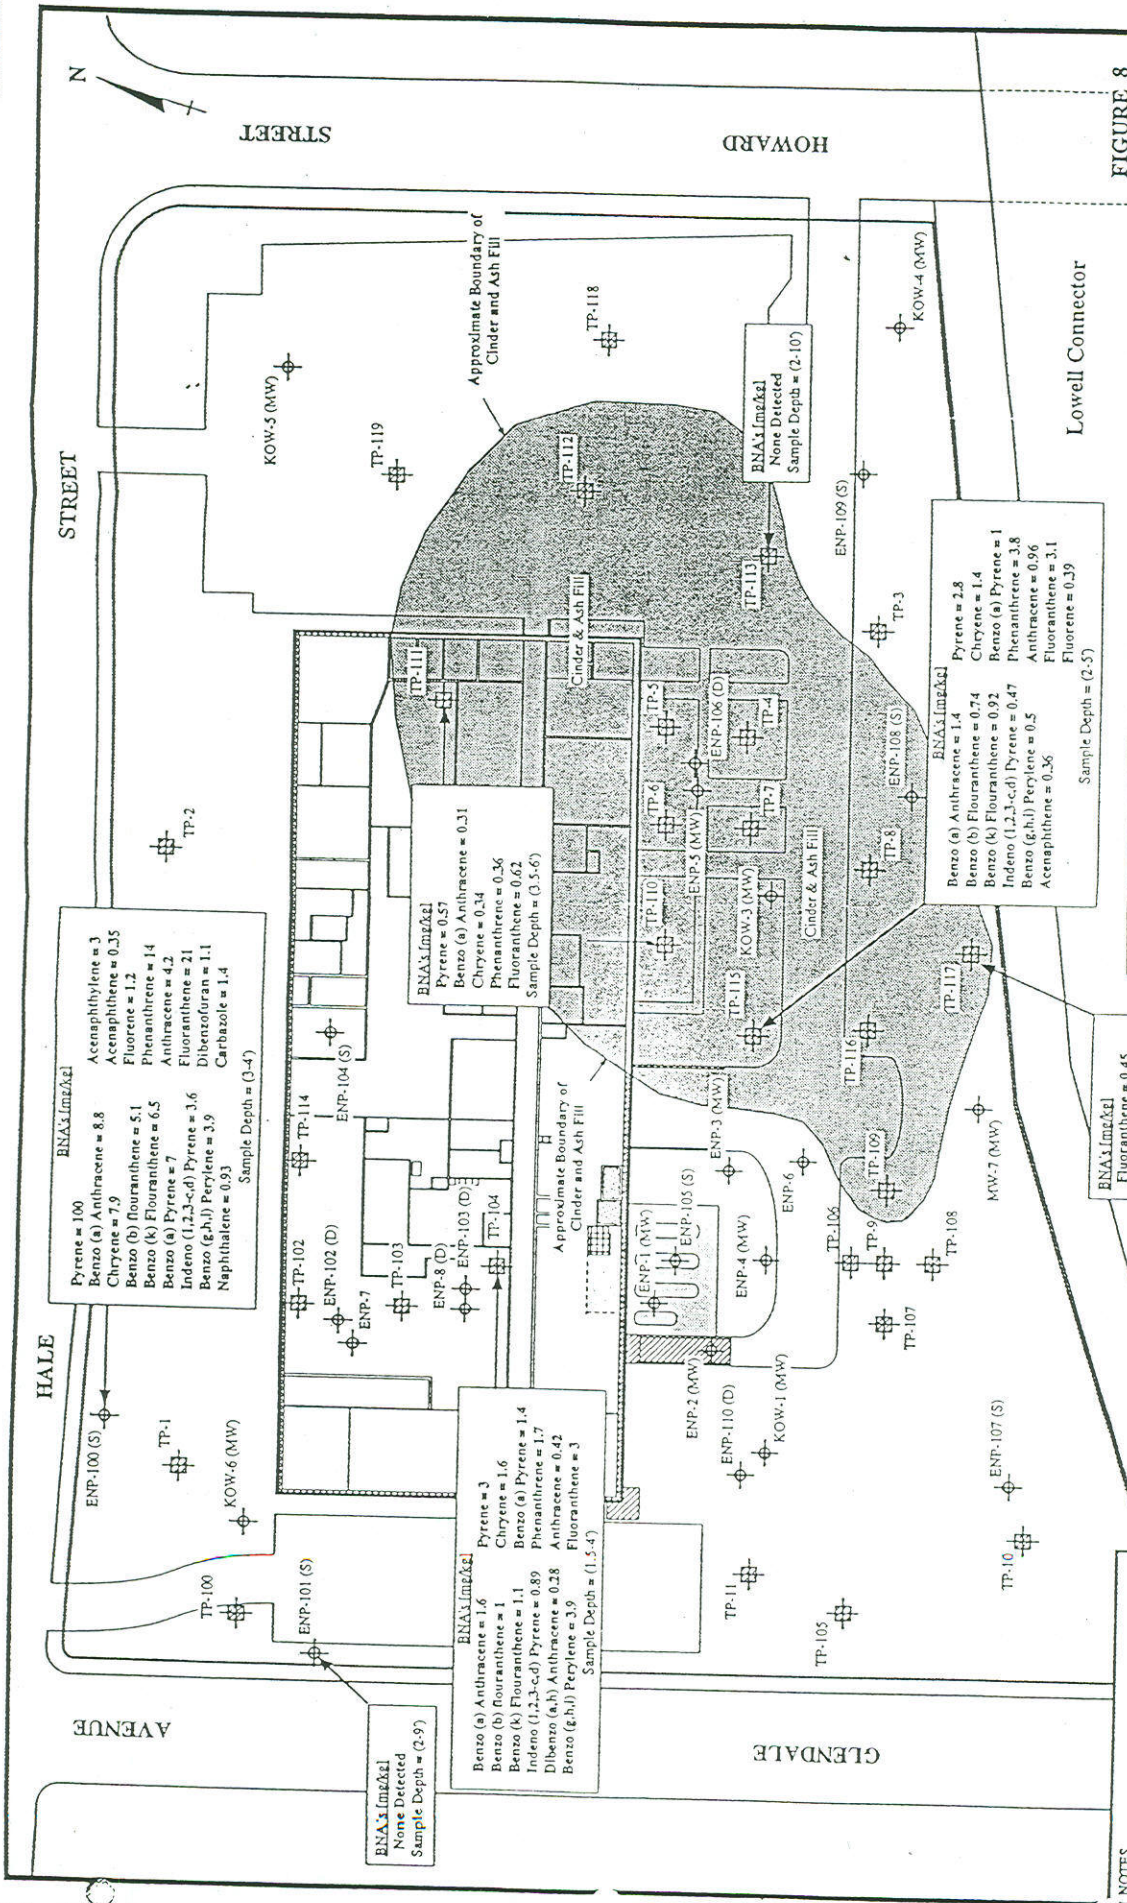 HALE
STREET
N
STREET
HOWARD
AVENUE
GLENDALE
Lowell Connector
FIGURE 8
NOTES
BNA's [mg/kg]
Pyrene = 100
Benzo (a) Anthracene = 8.8
Chryene = 7.9
Benzo (b) flouranthene = 5.1
Benzo (k) Flouranthene = 6.5
Benzo (a) Pyrene = 7
Indeno (1,2,3-c,d) Pyrene = 3.6
Benzo (g,h,i) Perylene = 3.9
Naphthalene = 0.93
Acenaphthylene = 3
Acenaphthene = 0.35
Fluorene = 1.2
Phenanthrene = 14
Anthracene = 4.2
Fluoranthene = 21
Dibenzofuran = 1.1
Carbazole = 1.4
Sample Depth = (3-4')
ENP-100 (S)
TP-1
KOW-6 (MW)
TP-100
ENP-101 (S)
BNA's [mg/kg]
None Detected
Sample Depth = (2-9')
TP-2
KOW-5 (MW)
TP-119
TP-118
Approximate Boundary of
Cinder and Ash Fill
TP-102
ENP-102 (D)
ENP-7
TP-103
ENP-8 (D)
ENP-103 (D)
TP-104
TP-114
ENP-104 (S)
TP-111
TP-112
TP-113
Cinder & Ash Fill
BNA's [mg/kg]
Pyrene = 0.57
Benzo (a) Anthracene = 0.31
Chryene = 0.34
Phenanthrene = 0.36
Fluoranthene = 0.62
Sample Depth = (3.5-6')
BNA's [mg/kg]
None Detected
Sample Depth = (2-10')
BNA's [mg/kg]
Benzo (a) Anthracene = 1.6
Benzo (b) flouranthene = 1
Benzo (k) Flouranthene = 1.1
Indeno (1,2,3-c,d) Pyrene = 0.89
Dibenzo (a,h) Anthracene = 0.28
Benzo (g,h,i) Perylene = 3.9
Pyrene = 3
Chryene = 1.6
Benzo (a) Pyrene = 1.4
Phenanthrene = 1.7
Anthracene = 0.42
Fluoranthene = 3
Sample Depth = (1.5-4')
Approximate Boundary of
Cinder and Ash Fill
TP-5
TP-6
TP-110
ENP-106 (D)
ENP-5 (MW)
TP-4
TP-7
KOW-3 (MW)
TP-115
Cinder & Ash Fill
ENP-1 (MW)
ENP-105 (S)
ENP-3 (MW)
ENP-2 (MW)
ENP-4 (MW)
ENP-6
ENP-110 (D)
KOW-1 (MW)
TP-11
TP-105
TP-106
TP-9
TP-109
TP-107
TP-108
TP-116
TP-117
TP-8
ENP-108 (S)
TP-3
ENP-109 (S)
KOW-4 (MW)
MW-7 (MW)
ENP-107 (S)
TP-10
BNA's [mg/kg]
Benzo (a) Anthracene = 1.4
Benzo (b) Flouranthene = 0.74
Benzo (k) Flouranthene = 0.92
Indeno (1,2,3-c,d) Pyrene = 0.47
Benzo (g,h,i) Perylene = 0.5
Acenaphthene = 0.36
Pyrene = 2.8
Chryene = 1.4
Benzo (a) Pyrene = 1
Phenanthrene = 3.8
Anthracene = 0.96
Fluoranthene = 3.1
Fluorene = 0.39
Sample Depth = (2-5')
BNA's [mg/kg]
Fluoranthene = 0.45